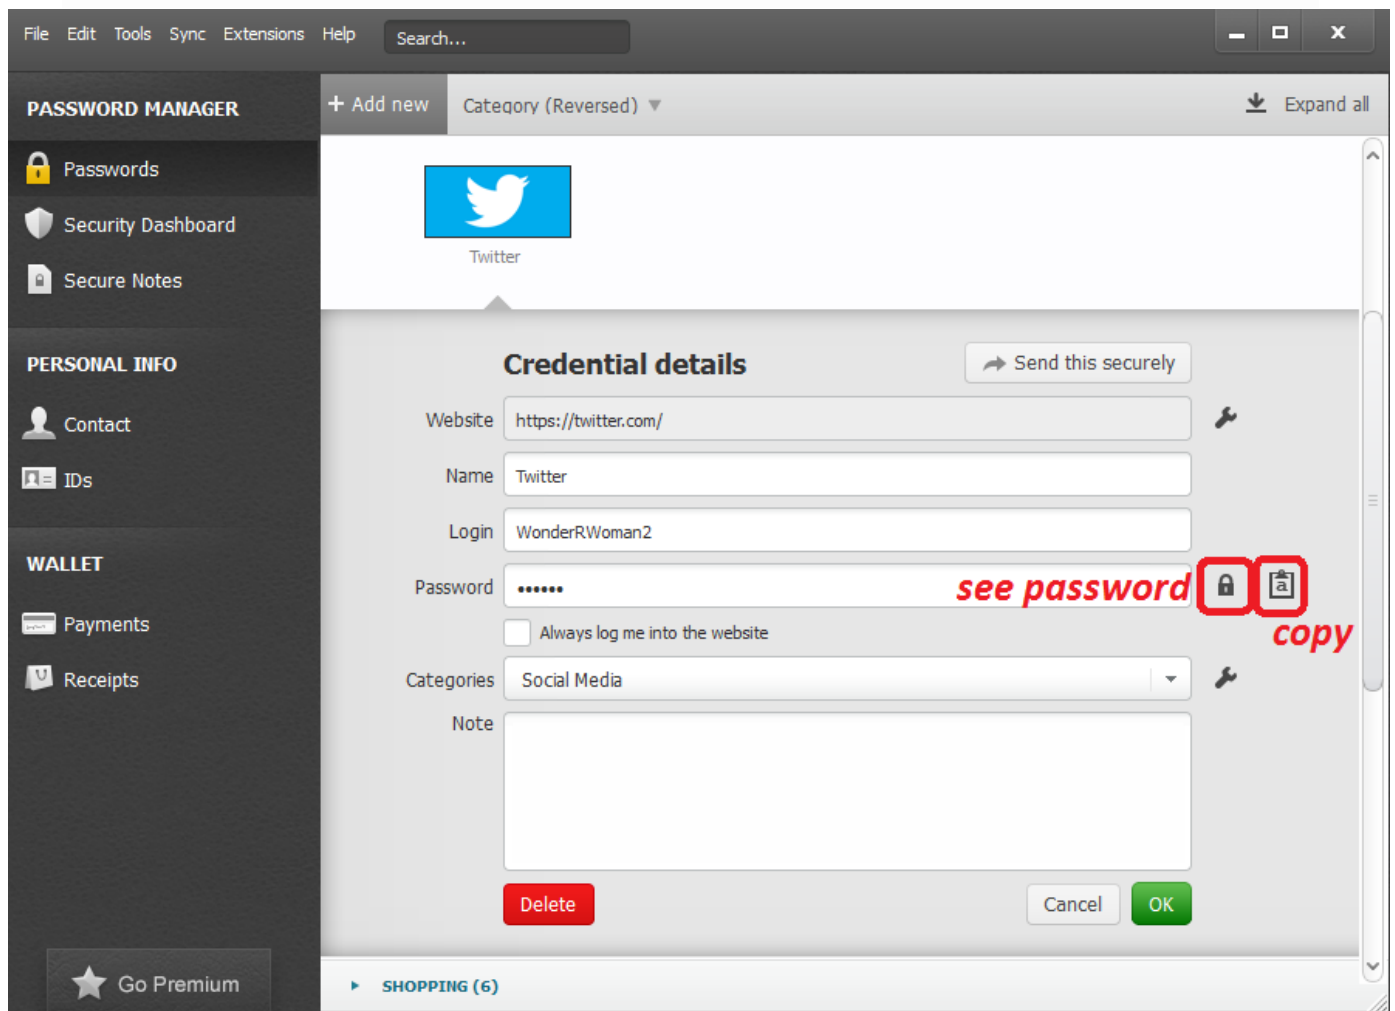 File Edit Tools Sync Extensions Help Search...
PASSWORD MANAGER
Passwords
Security Dashboard
Secure Notes
PERSONAL INFO
Contact
IDs
WALLET
Payments
Receipts
Go Premium
+ Add new Category (Reversed) Expand all
Twitter
Credential details Send this securely
Website https://twitter.com/
Name Twitter
Login WonderRWoman2
Password •••••• see password a
copy
Always log me into the website
Categories Social Media
Note
Delete Cancel OK
SHOPPING (6)